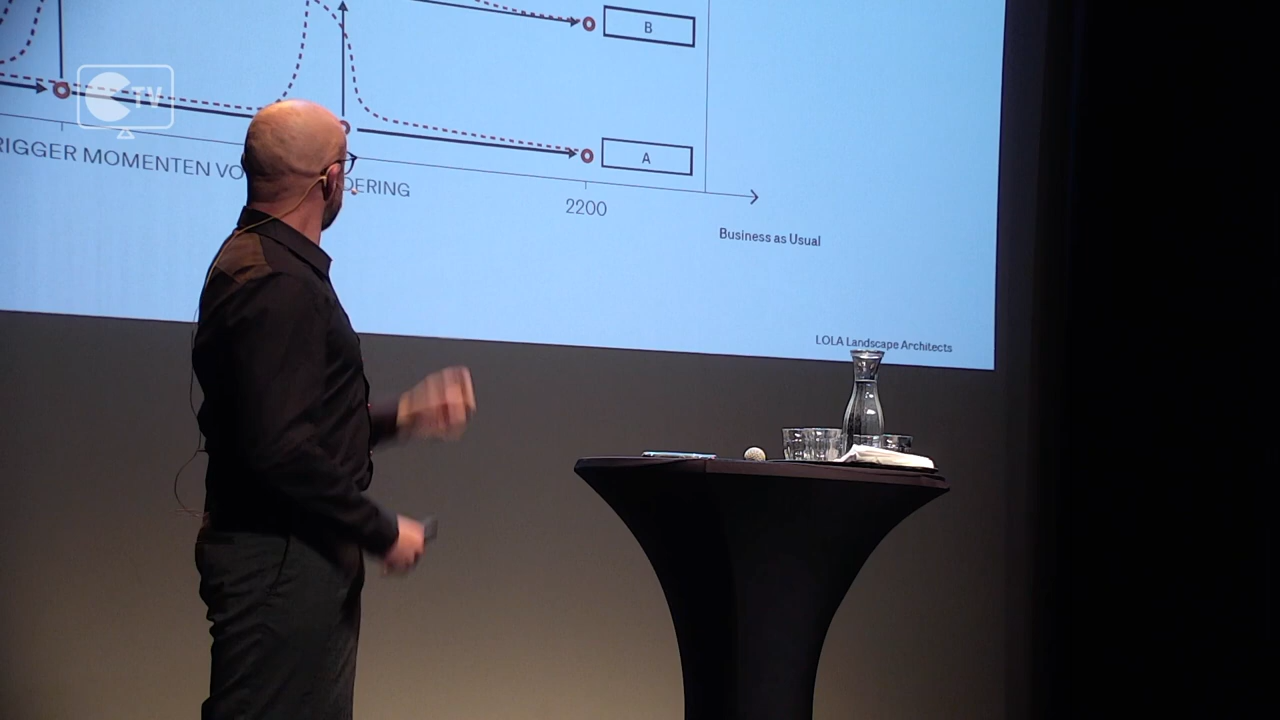 B
TV
A
RIGGER MOMENTEN VO
DERING
2200
Business as Usual
LOLA Landscape Architects